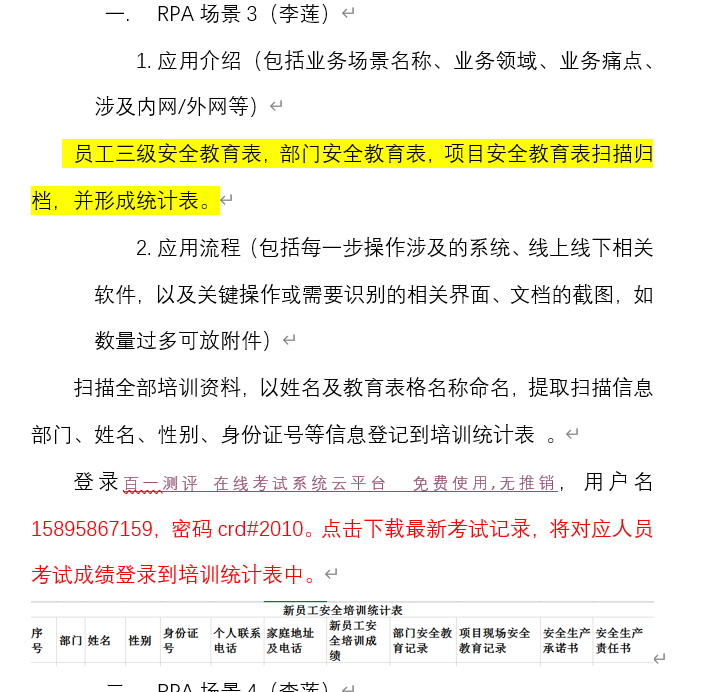 一. RPA 场景 3（李莲）
1. 应用介绍（包括业务场景名称、业务领域、业务痛点、
涉及内网/外网等）
员工三级安全教育表，部门安全教育表，项目安全教育表扫描归
档，并形成统计表。
2. 应用流程（包括每一步操作涉及的系统、线上线下相关
软件，以及关键操作或需要识别的相关界面、文档的截图，如
数量过多可放附件）
扫描全部培训资料，以姓名及教育表格名称命名，提取扫描信息
部门、姓名、性别、身份证号等信息登记到培训统计表 。
登录百一测评 在线考试系统云平台 免费使用,无推销，用户名
15895867159，密码 crd#2010。点击下载最新考试记录，将对应人员
考试成绩登录到培训统计表中。
新员工安全培训统计表
序号 部门 姓名 性别 身份证号 个人联系电话 家庭地址及电话 新员工安全培训成绩 部门安全教育记录 项目现场安全教育记录 安全生产承诺书 安全生产责任书
二. RPA 场景 4（李莲）